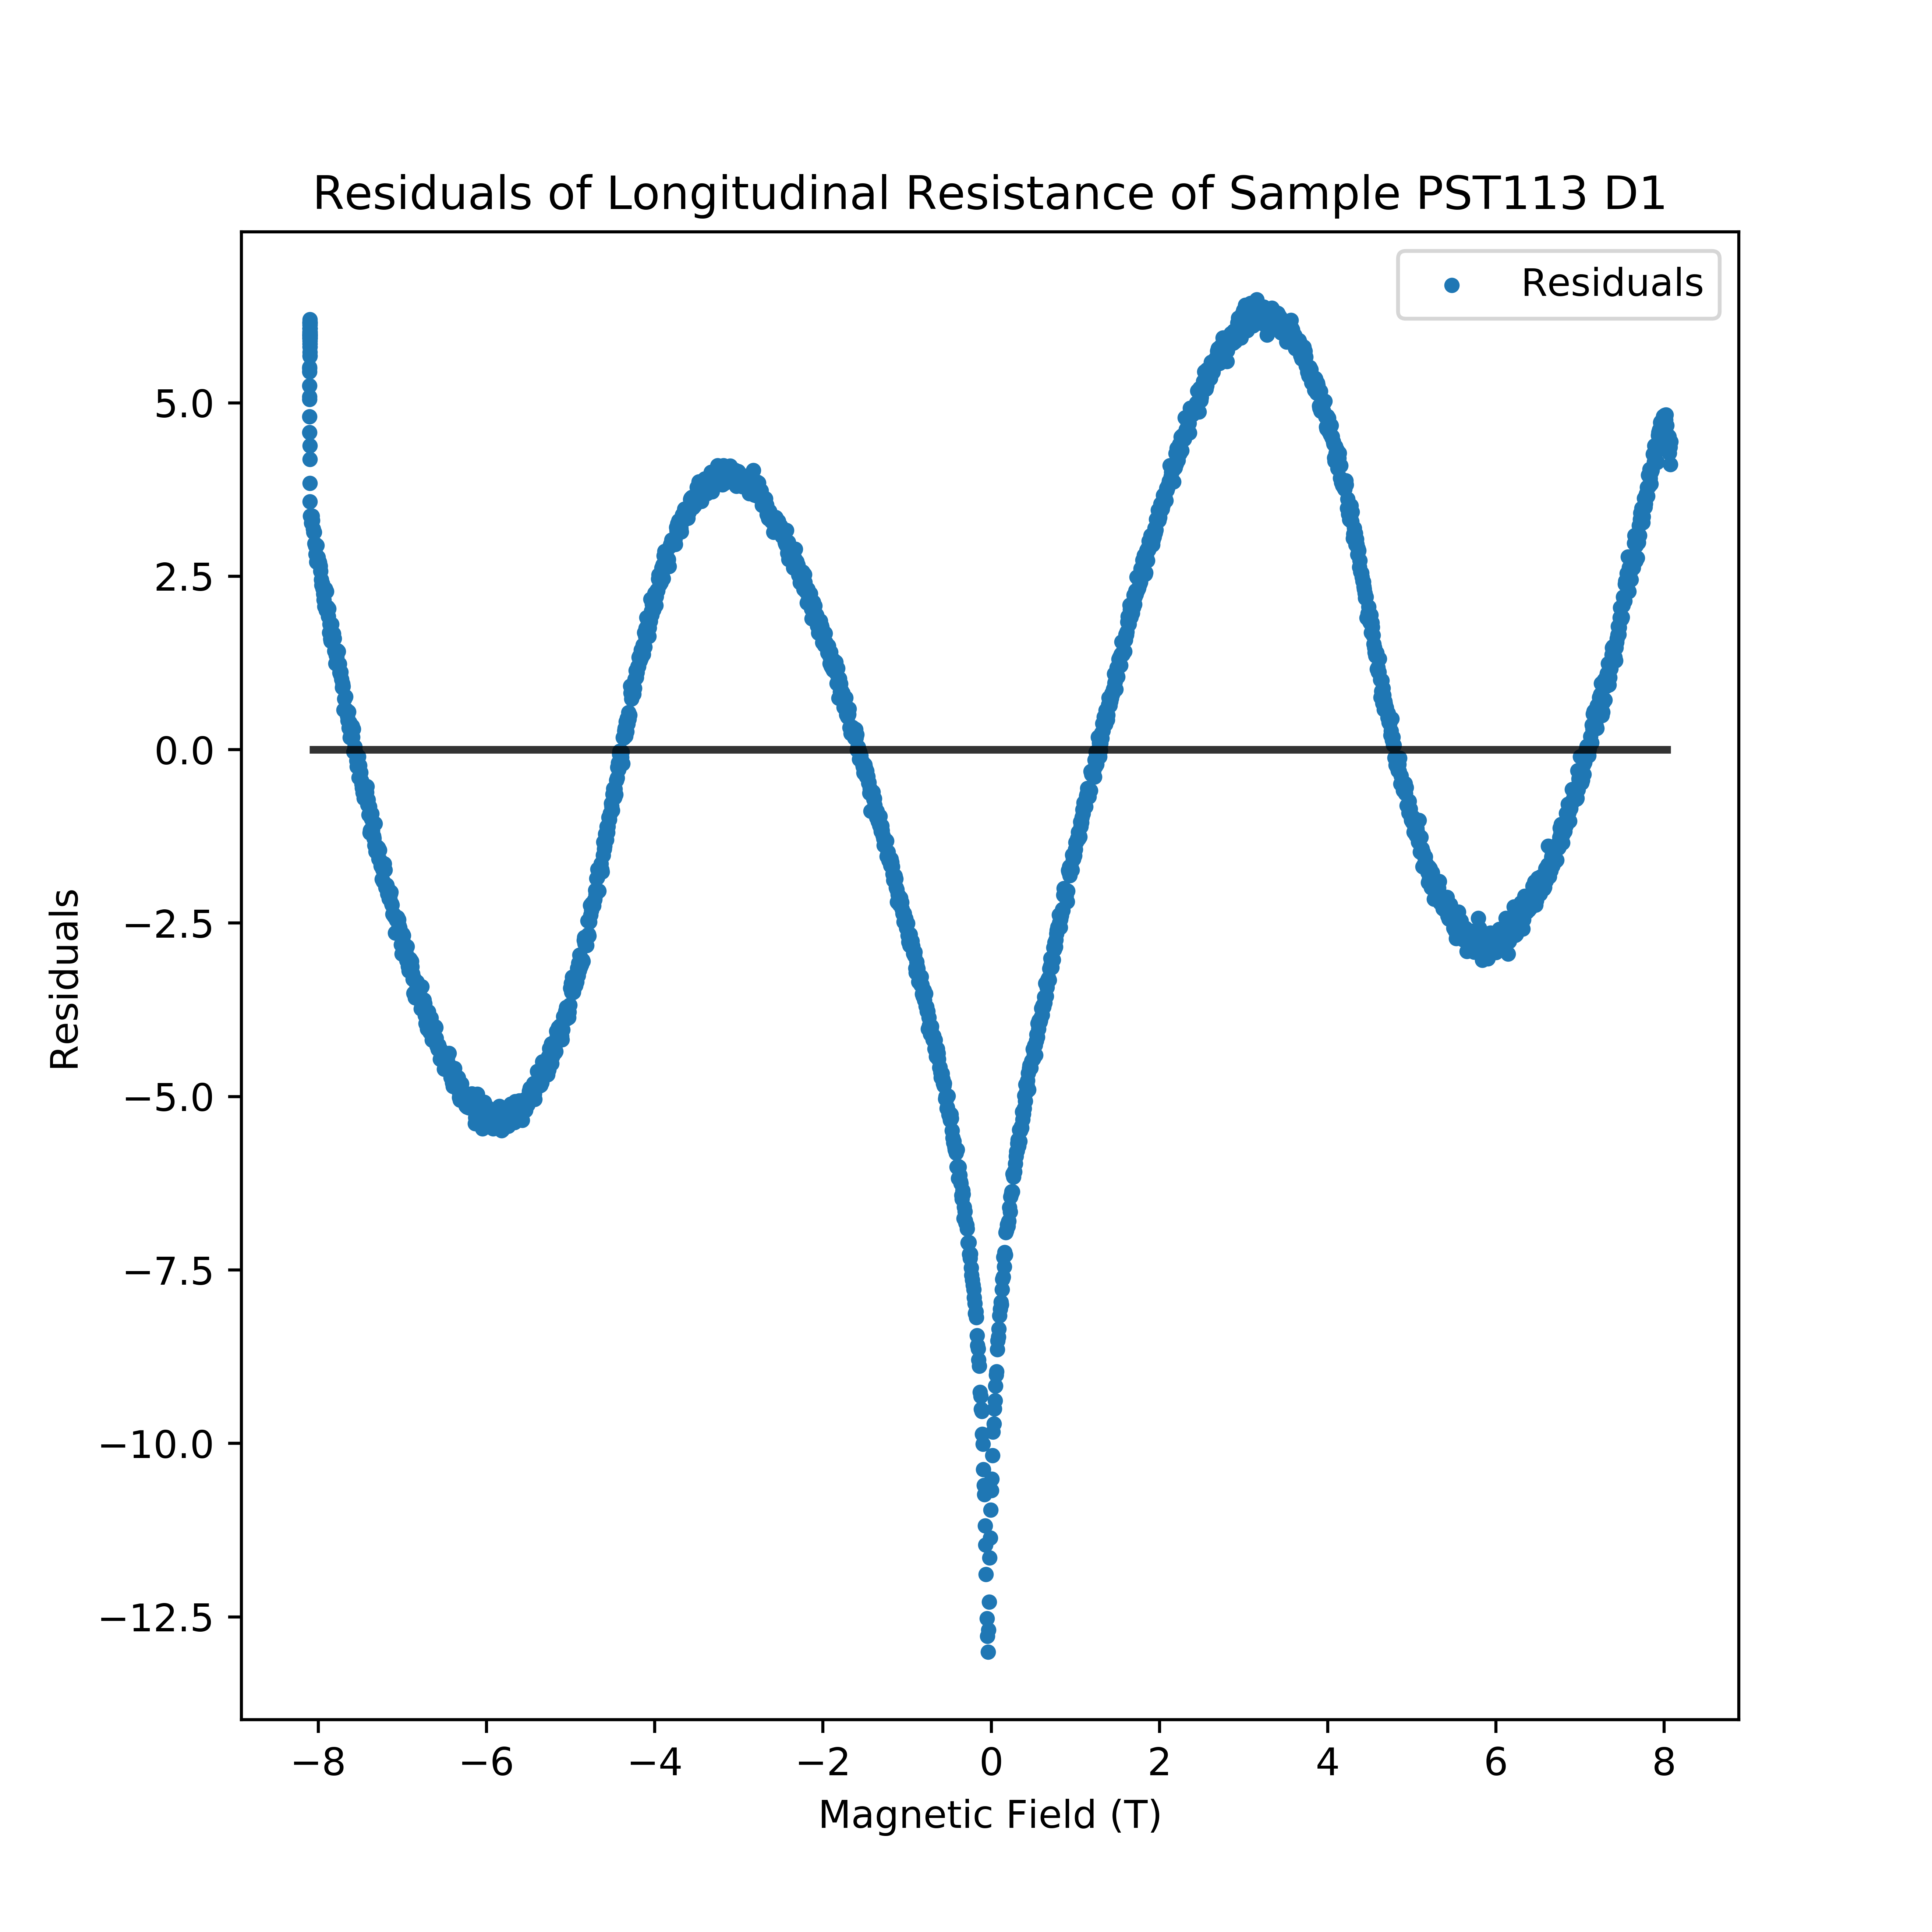 Residuals of Longitudinal Resistance of Sample PST113 D1
Residuals
5.0
2.5
0.0
−2.5
−5.0
−7.5
−10.0
−12.5
Residuals
−8 −6 −4 −2 0 2 4 6 8
Magnetic Field (T)